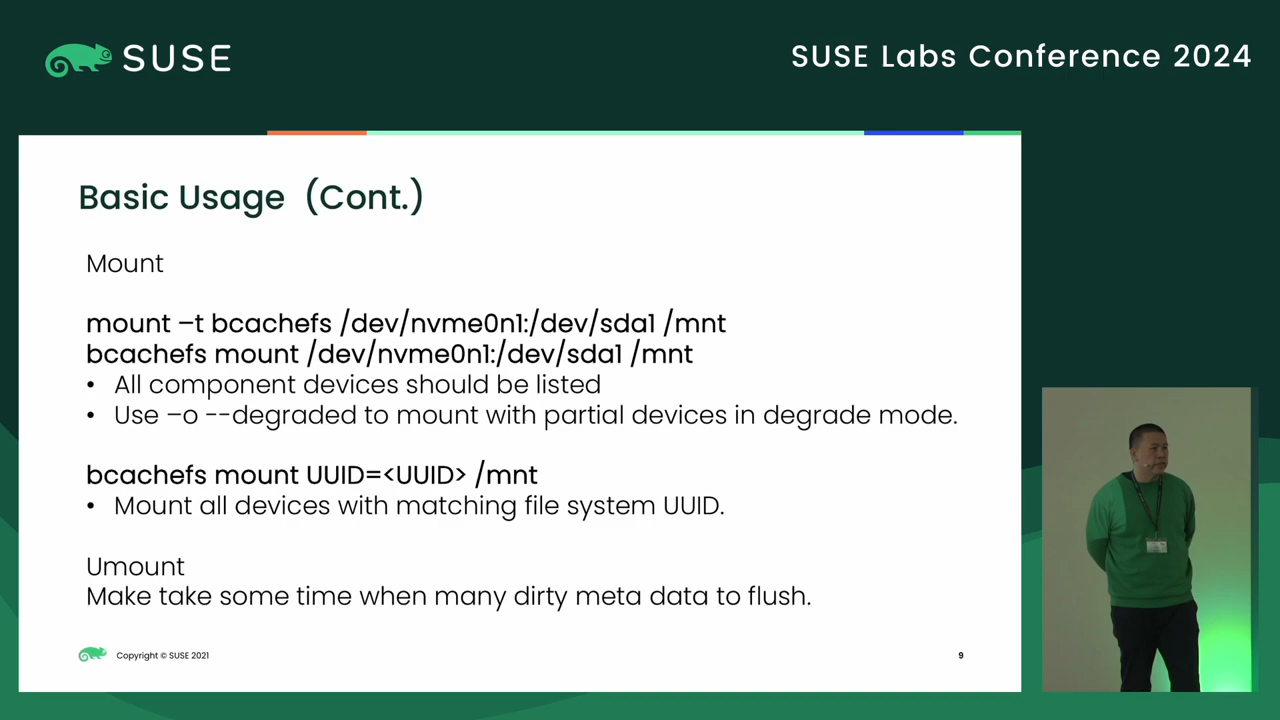 SUSE
SUSE Labs Conference 2024
Basic Usage (Cont.)
Mount
mount –t bcachefs /dev/nvme0n1:/dev/sda1 /mnt
bcachefs mount /dev/nvme0n1:/dev/sda1 /mnt
• All component devices should be listed
• Use –o --degraded to mount with partial devices in degrade mode.
bcachefs mount UUID=<UUID> /mnt
• Mount all devices with matching file system UUID.
Umount
Make take some time when many dirty meta data to flush.
Copyright © SUSE 2021
9